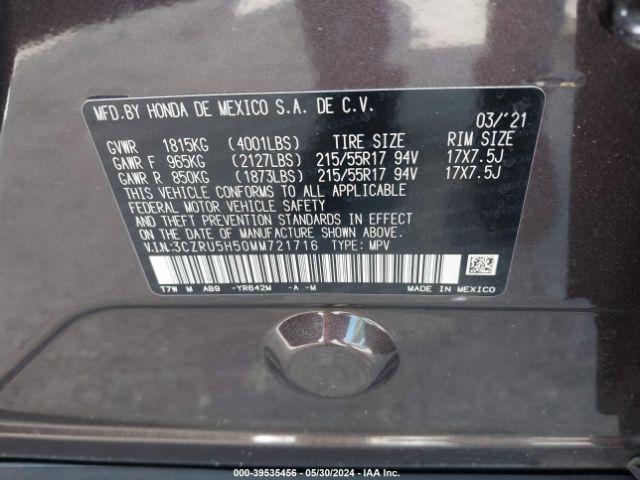 MFD.BY HONDA DE MEXICO S.A. DE C.V.
03/'21
GVWR 1815KG (4001LBS) TIRE SIZE RIM SIZE
GAWR F 965KG (2127LBS) 215/55R17 94V 17X7.5J
GAWR R 850KG (1873LBS) 215/55R17 94V 17X7.5J
THIS VEHICLE CONFORMS TO ALL APPLICABLE
FEDERAL MOTOR VEHICLE SAFETY
AND THEFT PREVENTION STANDARDS IN EFFECT
ON THE DATE OF MANUFACTURE SHOWN ABOVE.
V.I.N:3CZRU5H50MM721716 TYPE: MPV
T7W M AB9 -YR642M -A -M MADE IN MEXICO
000-39535456 - 05/30/2024 - IAA Inc.